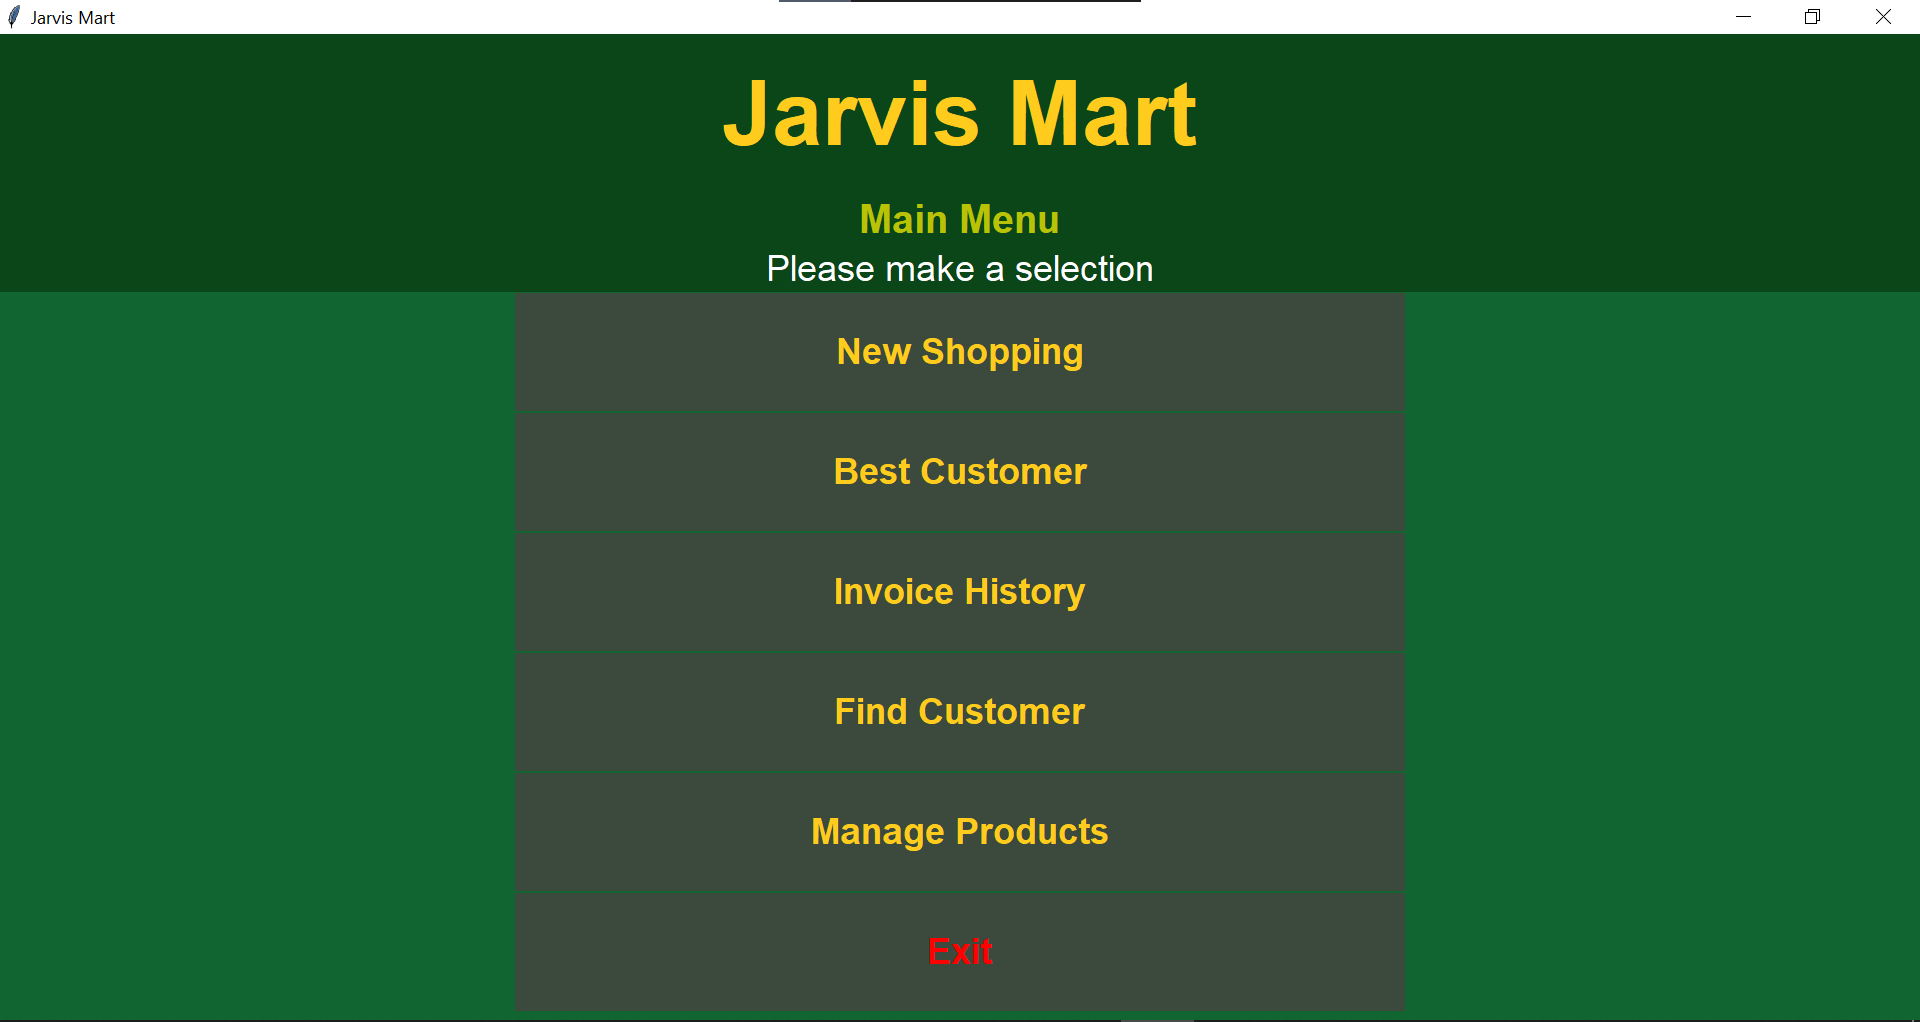 Jarvis Mart
Jarvis Mart
Main Menu
Please make a selection
New Shopping
Best Customer
Invoice History
Find Customer
Manage Products
Exit